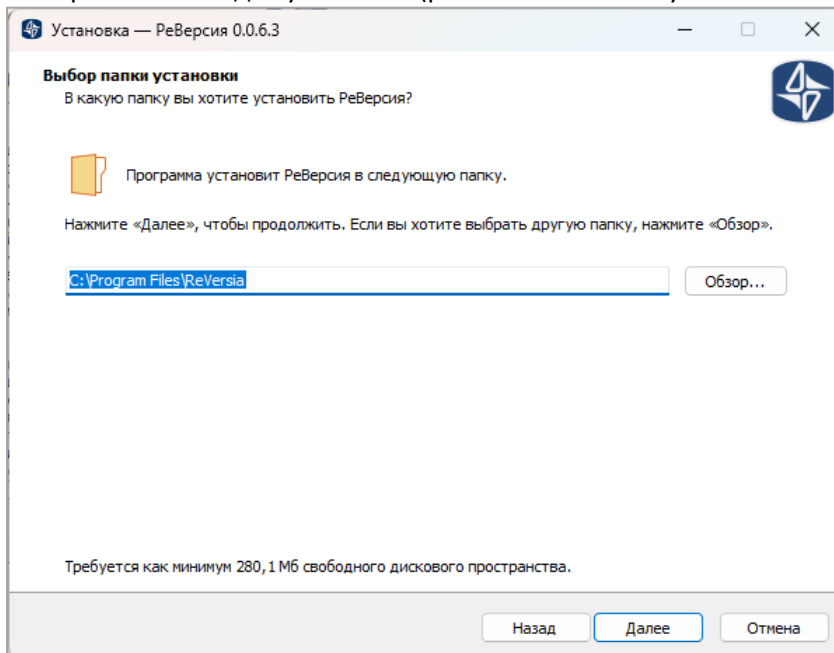 Установка — РеВерсия 0.0.6.3
Выбор папки установки
В какую папку вы хотите установить РеВерсия?
Программа установит РеВерсия в следующую папку.
Нажмите «Далее», чтобы продолжить. Если вы хотите выбрать другую папку, нажмите «Обзор».
C:\Program Files\ReVersia
Обзор...
Требуется как минимум 280,1 Мб свободного дискового пространства.
Назад Далее Отмена